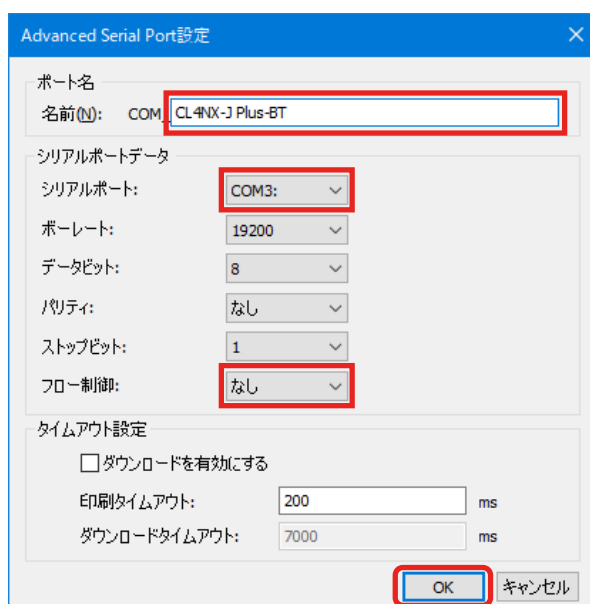 Advanced Serial Port設定
ポート名
名前(N): COM_ CL4NX-J Plus-BT
シリアルポートデータ
シリアルポート: COM3:
ボーレート: 19200
データビット: 8
パリティ: なし
ストップビット: 1
フロー制御: なし
タイムアウト設定
ダウンロードを有効にする
印刷タイムアウト: 200 ms
ダウンロードタイムアウト: 7000 ms
OK キャンセル